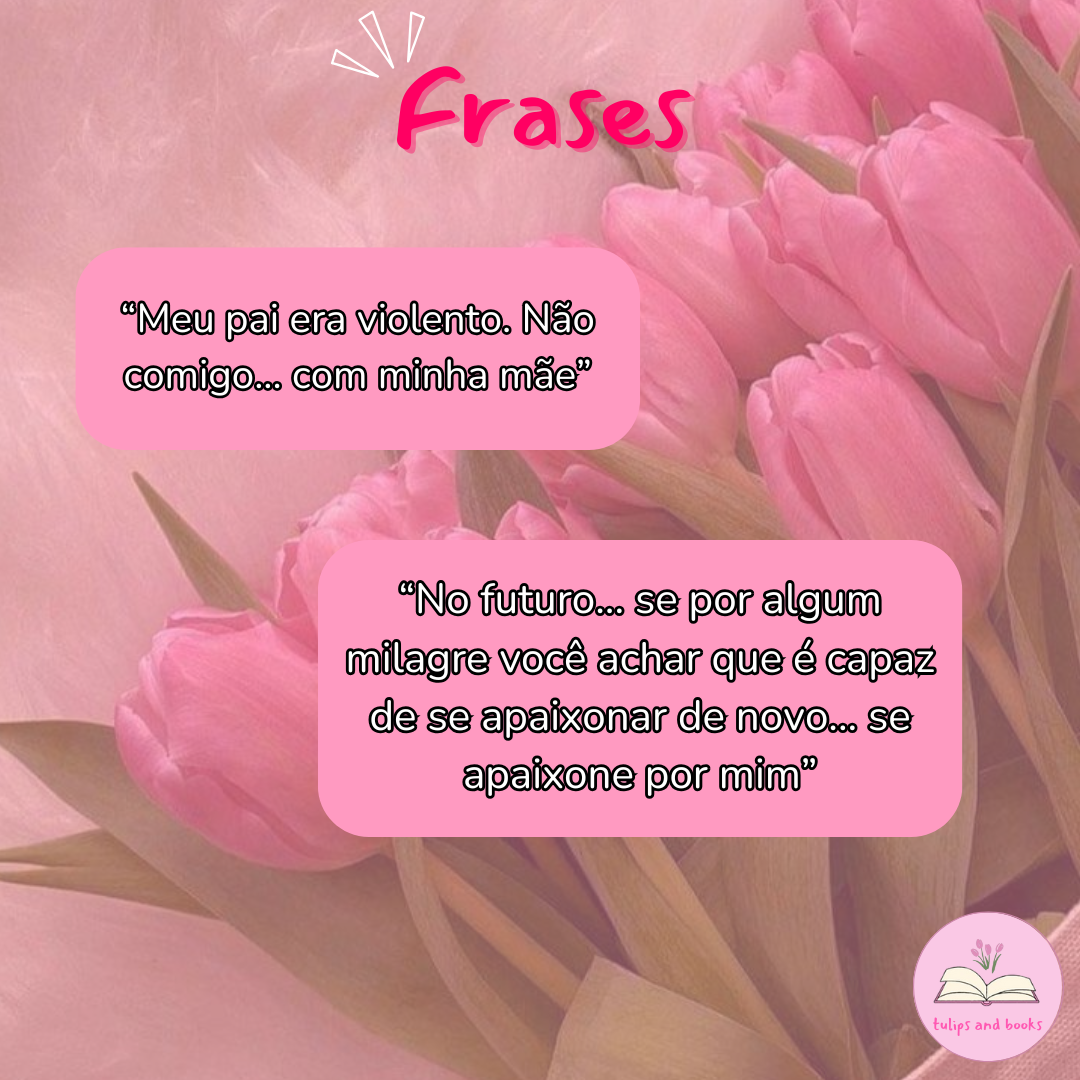 Frases
“Meu pai era violento. Não
comigo... com minha mãe”
“No futuro... se por algum
milagre você achar que é capaz
de se apaixonar de novo... se
apaixone por mim”
tulips and books